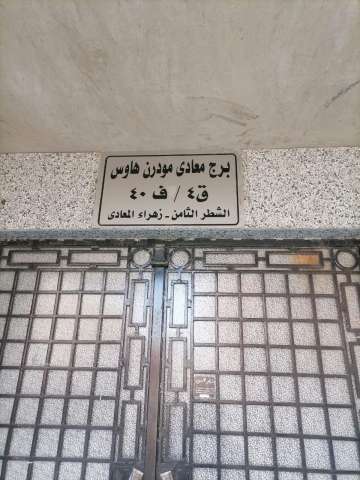 برج معادى مودرن هاوس
ق٤ / ف ٤٠
الشطر الثامن - زهراء المعادى